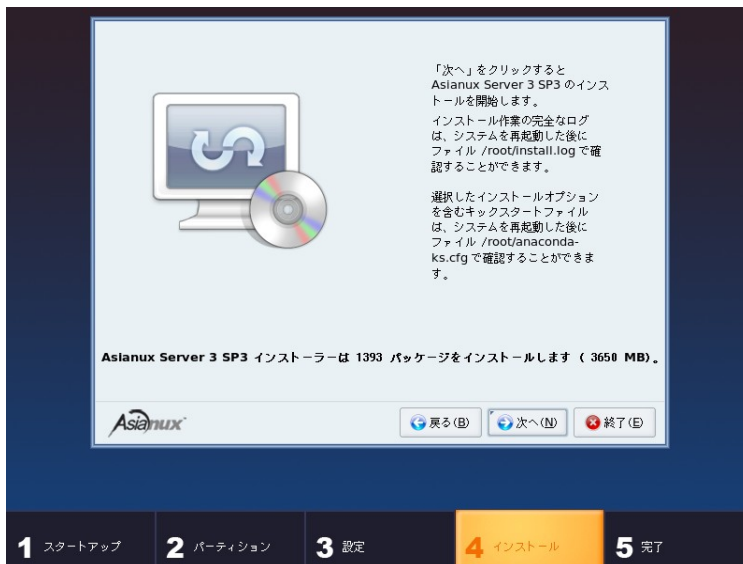 「次へ」をクリックすると
Asianux Server 3 SP3 のインス
トールを開始します。
インストール作業の完全なログ
は、システムを再起動した後に
ファイル /root/install.log で確
認することができます。
選択したインストールオプション
を含むキックスタートファイル
は、システムを再起動した後に
ファイル /root/anaconda-
ks.cfg で確認することができま
す。
Asianux Server 3 SP3 インストーラーは 1393 パッケージをインストールします ( 3650 MB)。
Asianux
戻る(B)
次へ(N)
終了(E)
1 スタートアップ
2 パーティション
3 設定
4 インストール
5 完了